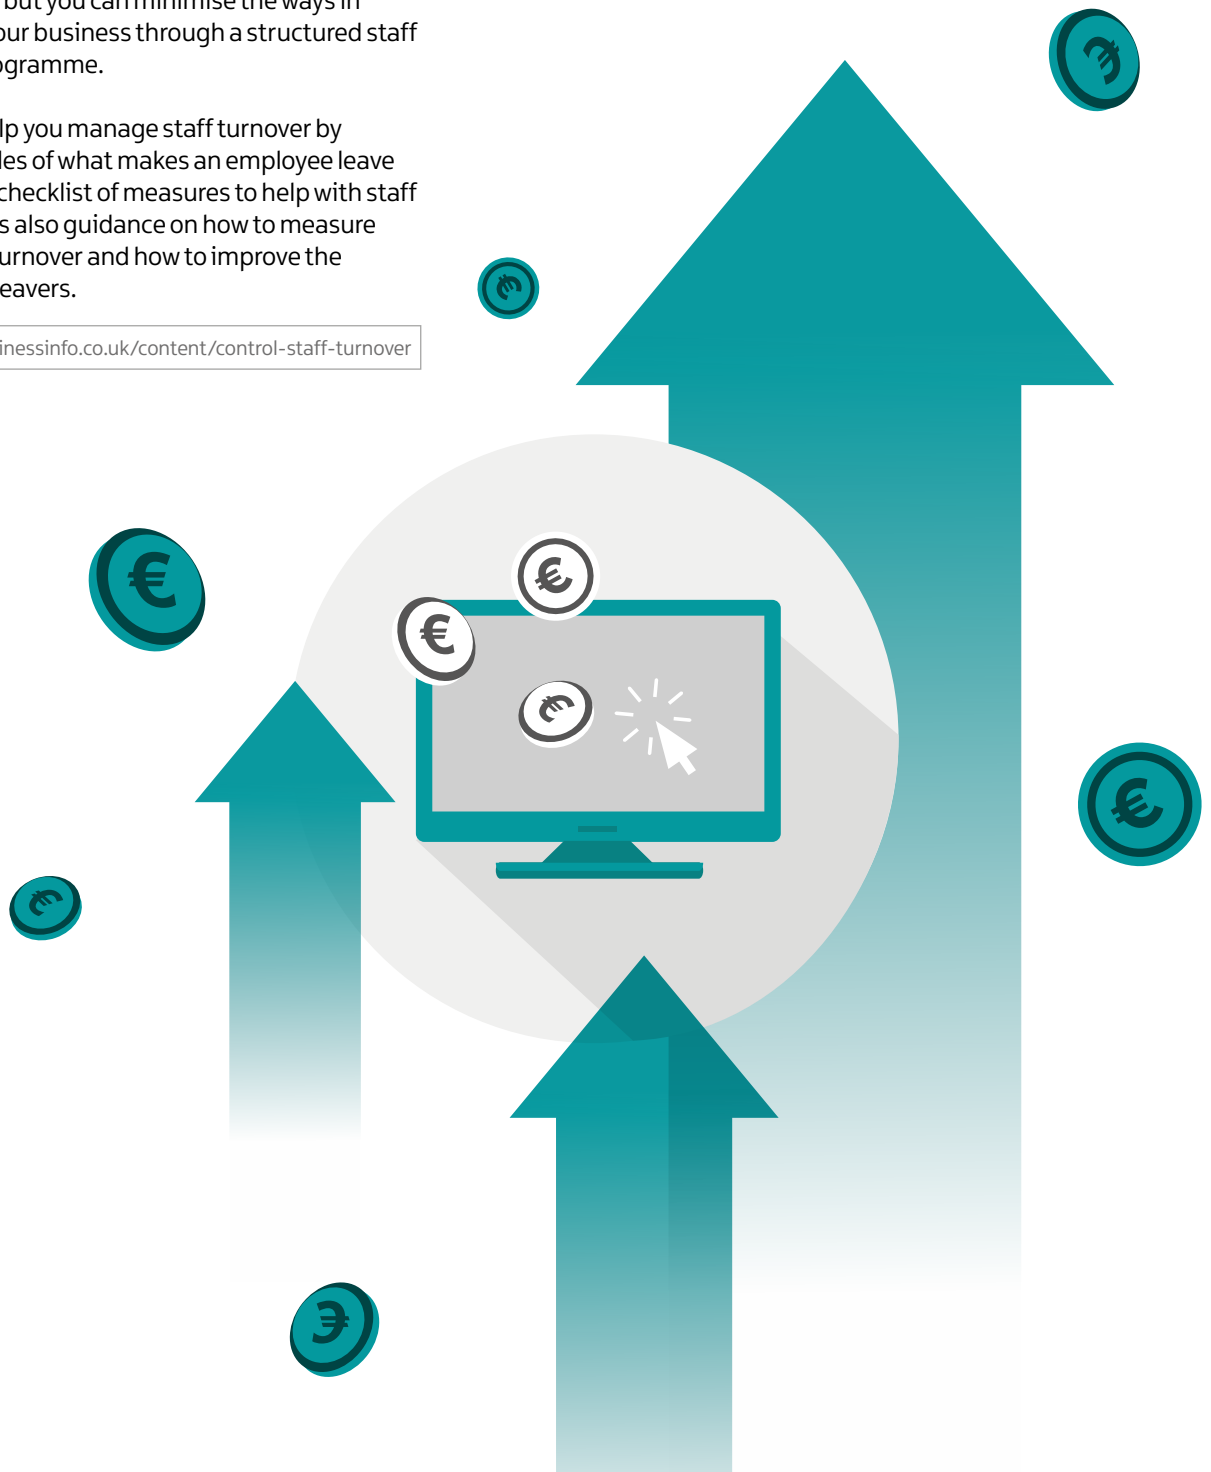 but you can minimise the ways in
our business through a structured staff
ogramme.
lp you manage staff turnover by
les of what makes an employee leave
checklist of measures to help with staff
s also guidance on how to measure
urnover and how to improve the
eavers.
inessinfo.co.uk/content/control-staff-turnover
€
€
€
€
€
€
€
€
€